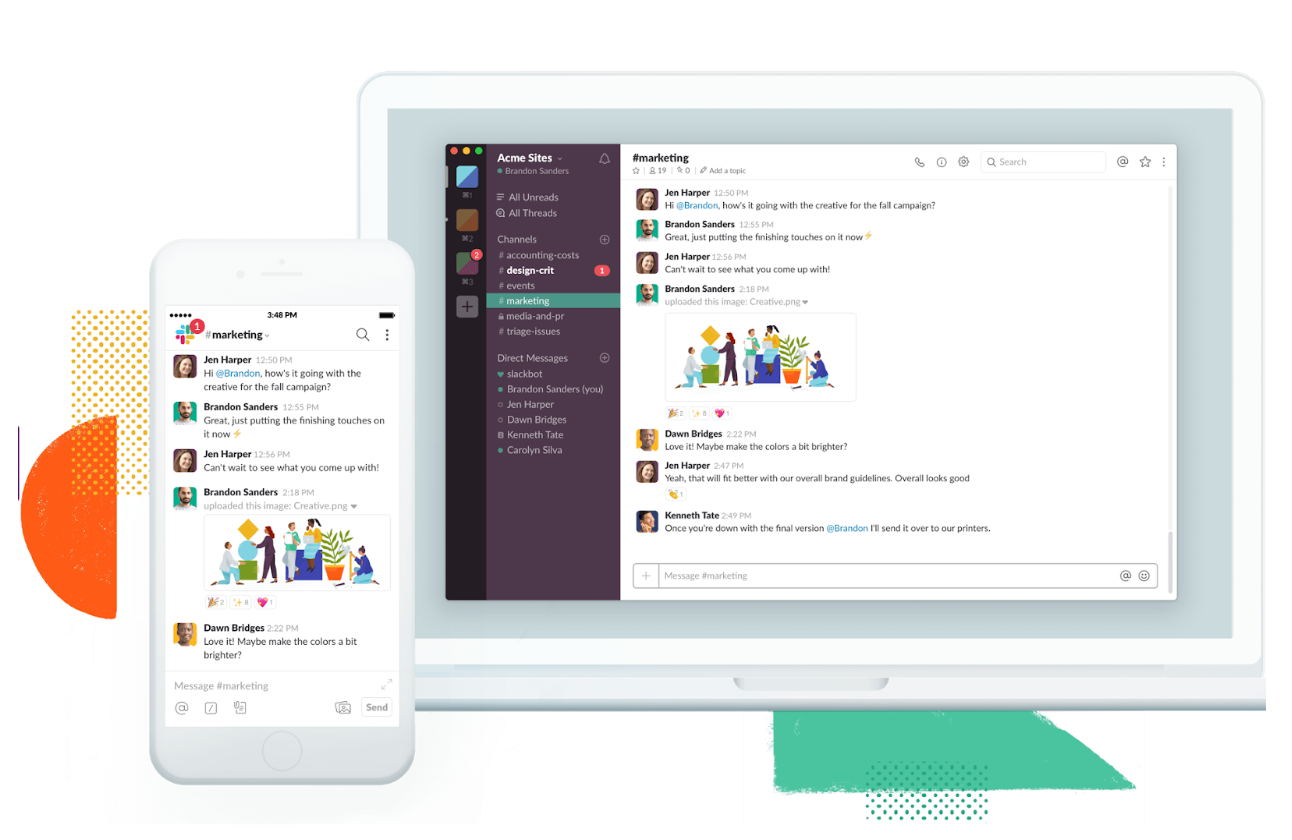 3:48 PM
1
#marketing
Jen Harper 12:50 PM
Hi @Brandon, how's it going with the
creative for the fall campaign?
Brandon Sanders 12:55 PM
Great, just putting the finishing touches on
it now⚡
Jen Harper 12:56 PM
Can't wait to see what you come up with!
Brandon Sanders 2:18 PM
uploaded this image: Creative.png
2 8 1
Dawn Bridges 2:22 PM
Love it! Maybe make the colors a bit
brighter?
Message #marketing
@
Send
⌘1
⌘2
2
⌘3
+
Acme Sites
Brandon Sanders
All Unreads
All Threads
Channels
# accounting-costs
# design-crit 1
# events
# marketing
media-and-pr
# triage-issues
Direct Messages
slackbot
Brandon Sanders (you)
Jen Harper
Dawn Bridges
Kenneth Tate
Carolyn Silva
#marketing
19 | 0 | Add a topic
Search
@
Jen Harper 12:50 PM
Hi @Brandon, how's it going with the creative for the fall campaign?
Brandon Sanders 12:55 PM
Great, just putting the finishing touches on it now⚡
Jen Harper 12:56 PM
Can't wait to see what you come up with!
Brandon Sanders 2:18 PM
uploaded this image: Creative.png
2 8 1
Dawn Bridges 2:22 PM
Love it! Maybe make the colors a bit brighter?
Jen Harper 2:47 PM
Yeah, that will fit better with our overall brand guidelines. Overall looks good
1
Kenneth Tate 2:49 PM
Once you're down with the final version @Brandon I'll send it over to our printers.
+ Message #marketing @